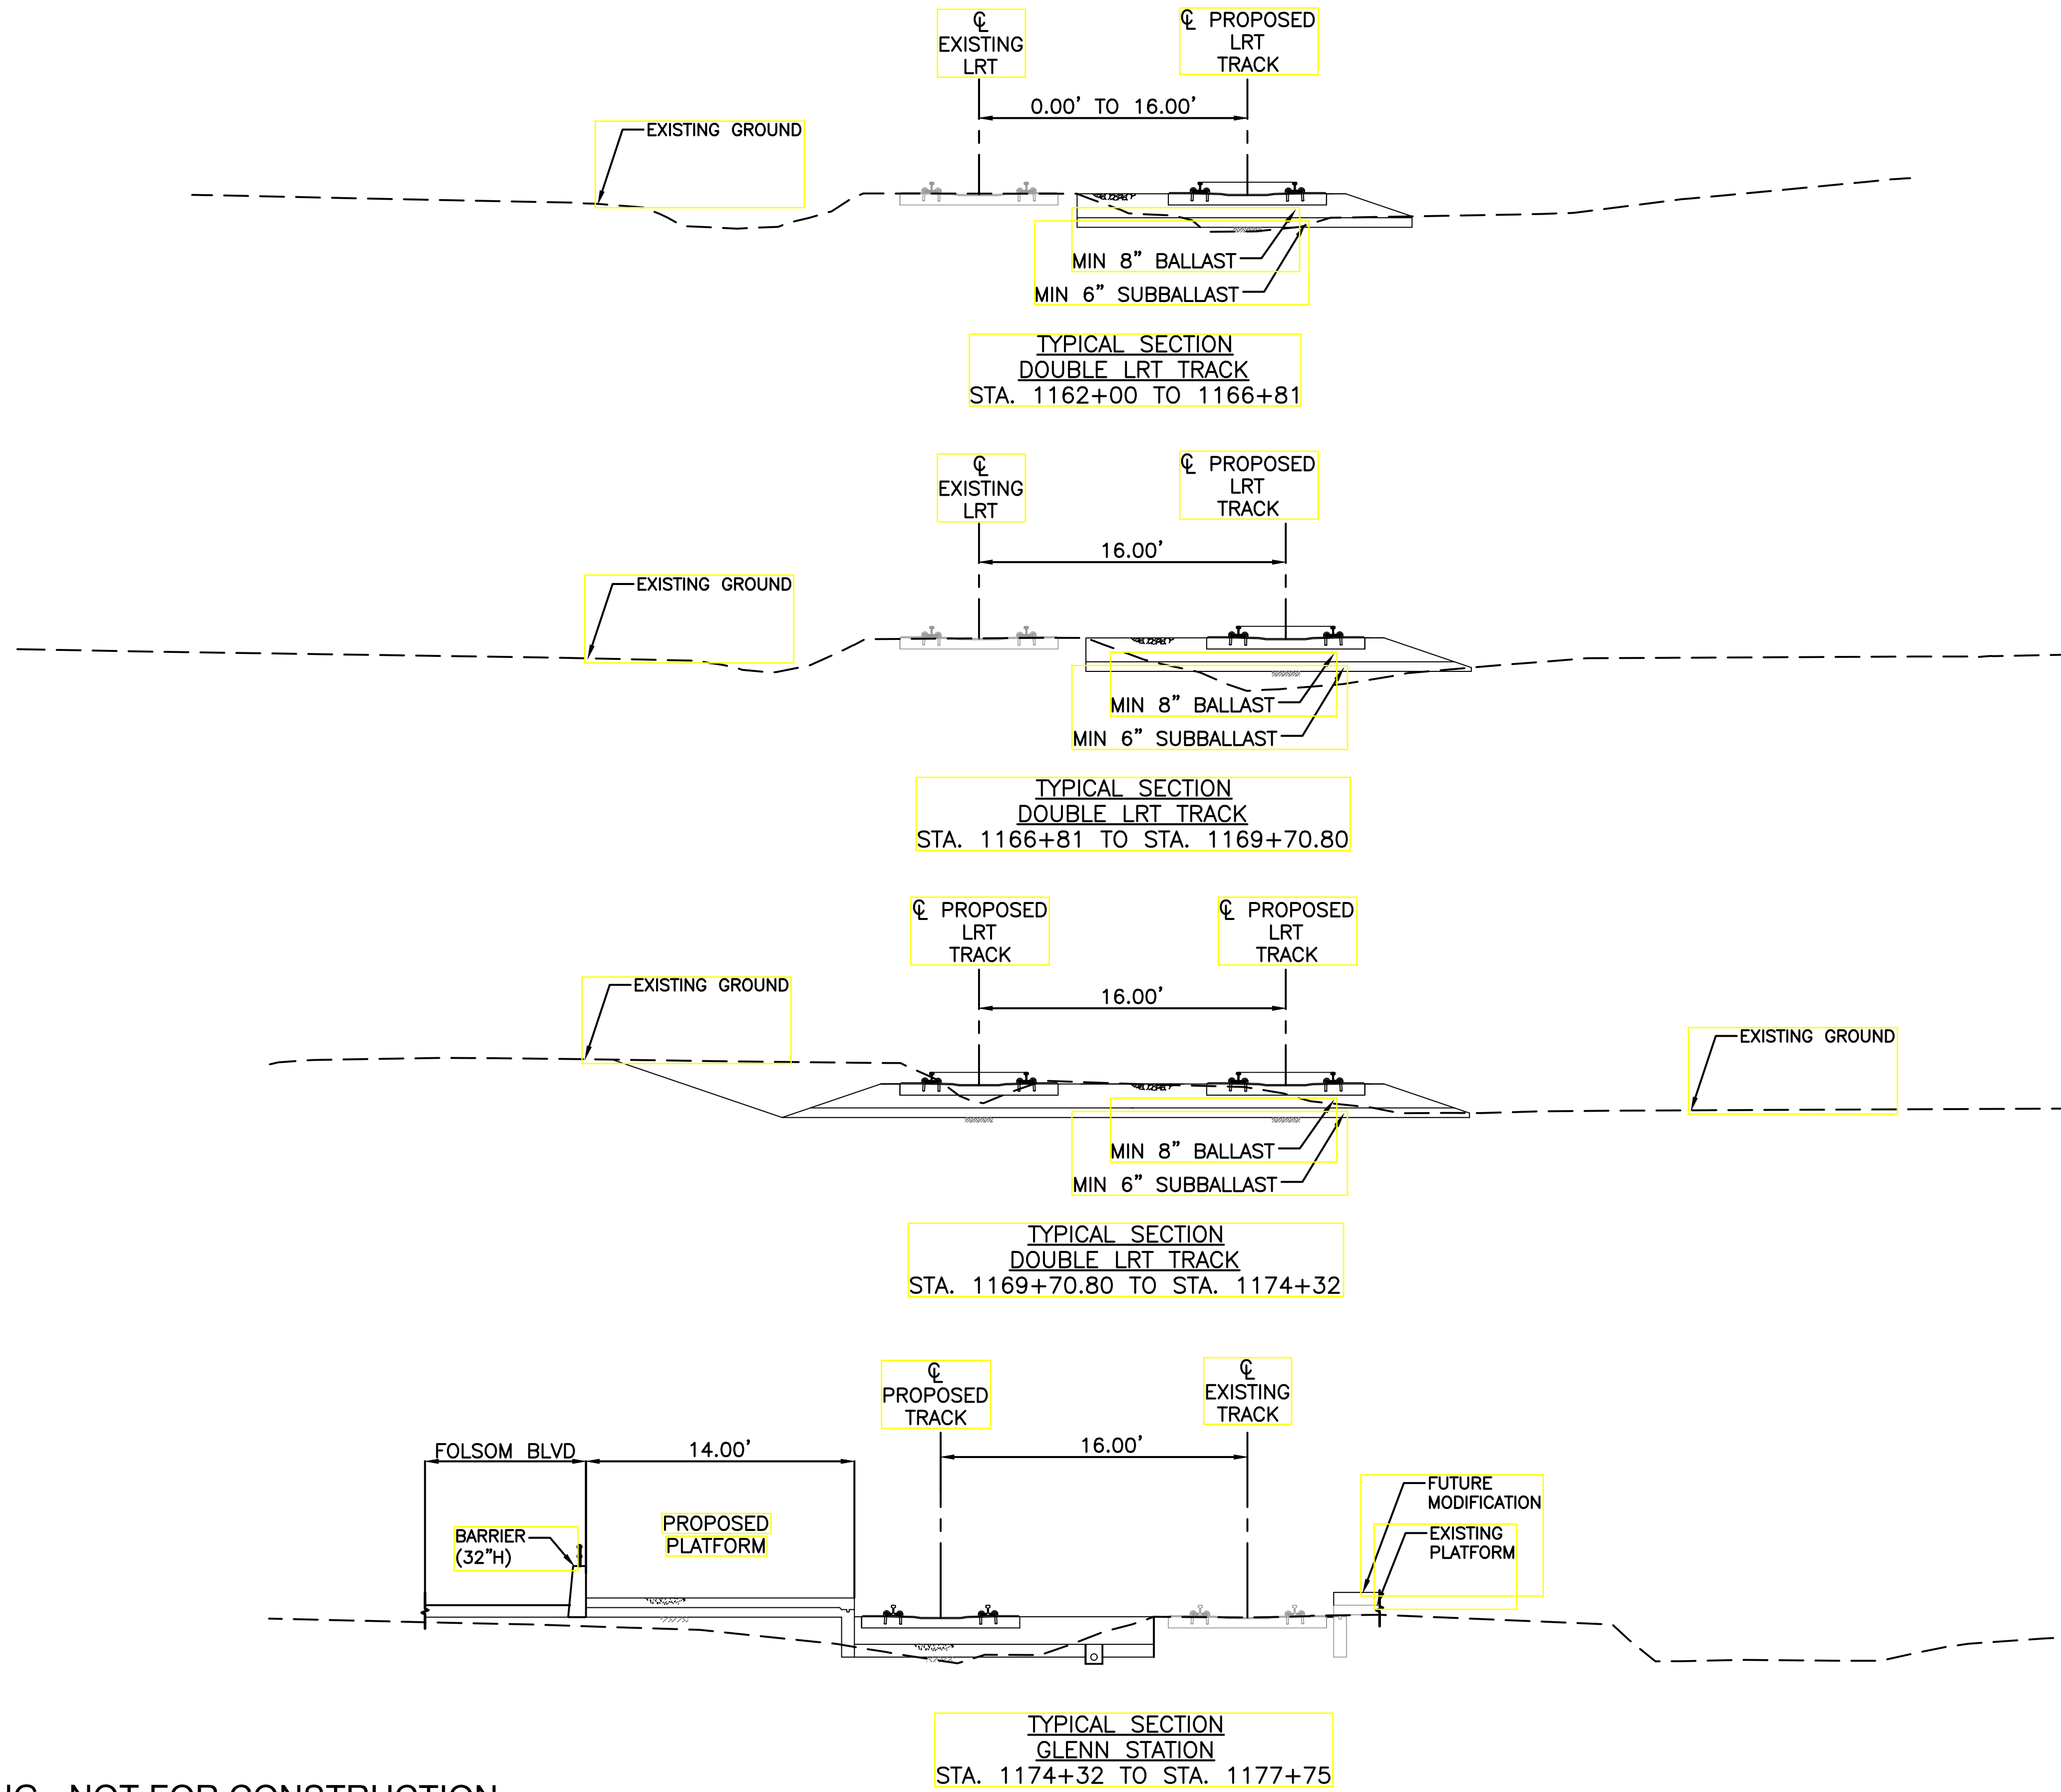 ℄
EXISTING
LRT
℄ PROPOSED
LRT
TRACK
0.00' TO 16.00'
EXISTING GROUND
MIN 8" BALLAST
MIN 6" SUBBALLAST
TYPICAL SECTION
DOUBLE LRT TRACK
STA. 1162+00 TO 1166+81
℄
EXISTING
LRT
℄ PROPOSED
LRT
TRACK
16.00'
EXISTING GROUND
MIN 8" BALLAST
MIN 6" SUBBALLAST
TYPICAL SECTION
DOUBLE LRT TRACK
STA. 1166+81 TO STA. 1169+70.80
℄ PROPOSED
LRT
TRACK
℄ PROPOSED
LRT
TRACK
16.00'
EXISTING GROUND
EXISTING GROUND
MIN 8" BALLAST
MIN 6" SUBBALLAST
TYPICAL SECTION
DOUBLE LRT TRACK
STA. 1169+70.80 TO STA. 1174+32
℄
PROPOSED
TRACK
℄
EXISTING
TRACK
FOLSOM BLVD
14.00'
16.00'
BARRIER
(32"H)
PROPOSED
PLATFORM
FUTURE
MODIFICATION
EXISTING
PLATFORM
TYPICAL SECTION
GLENN STATION
STA. 1174+32 TO STA. 1177+75
NOT FOR CONSTRUCTION